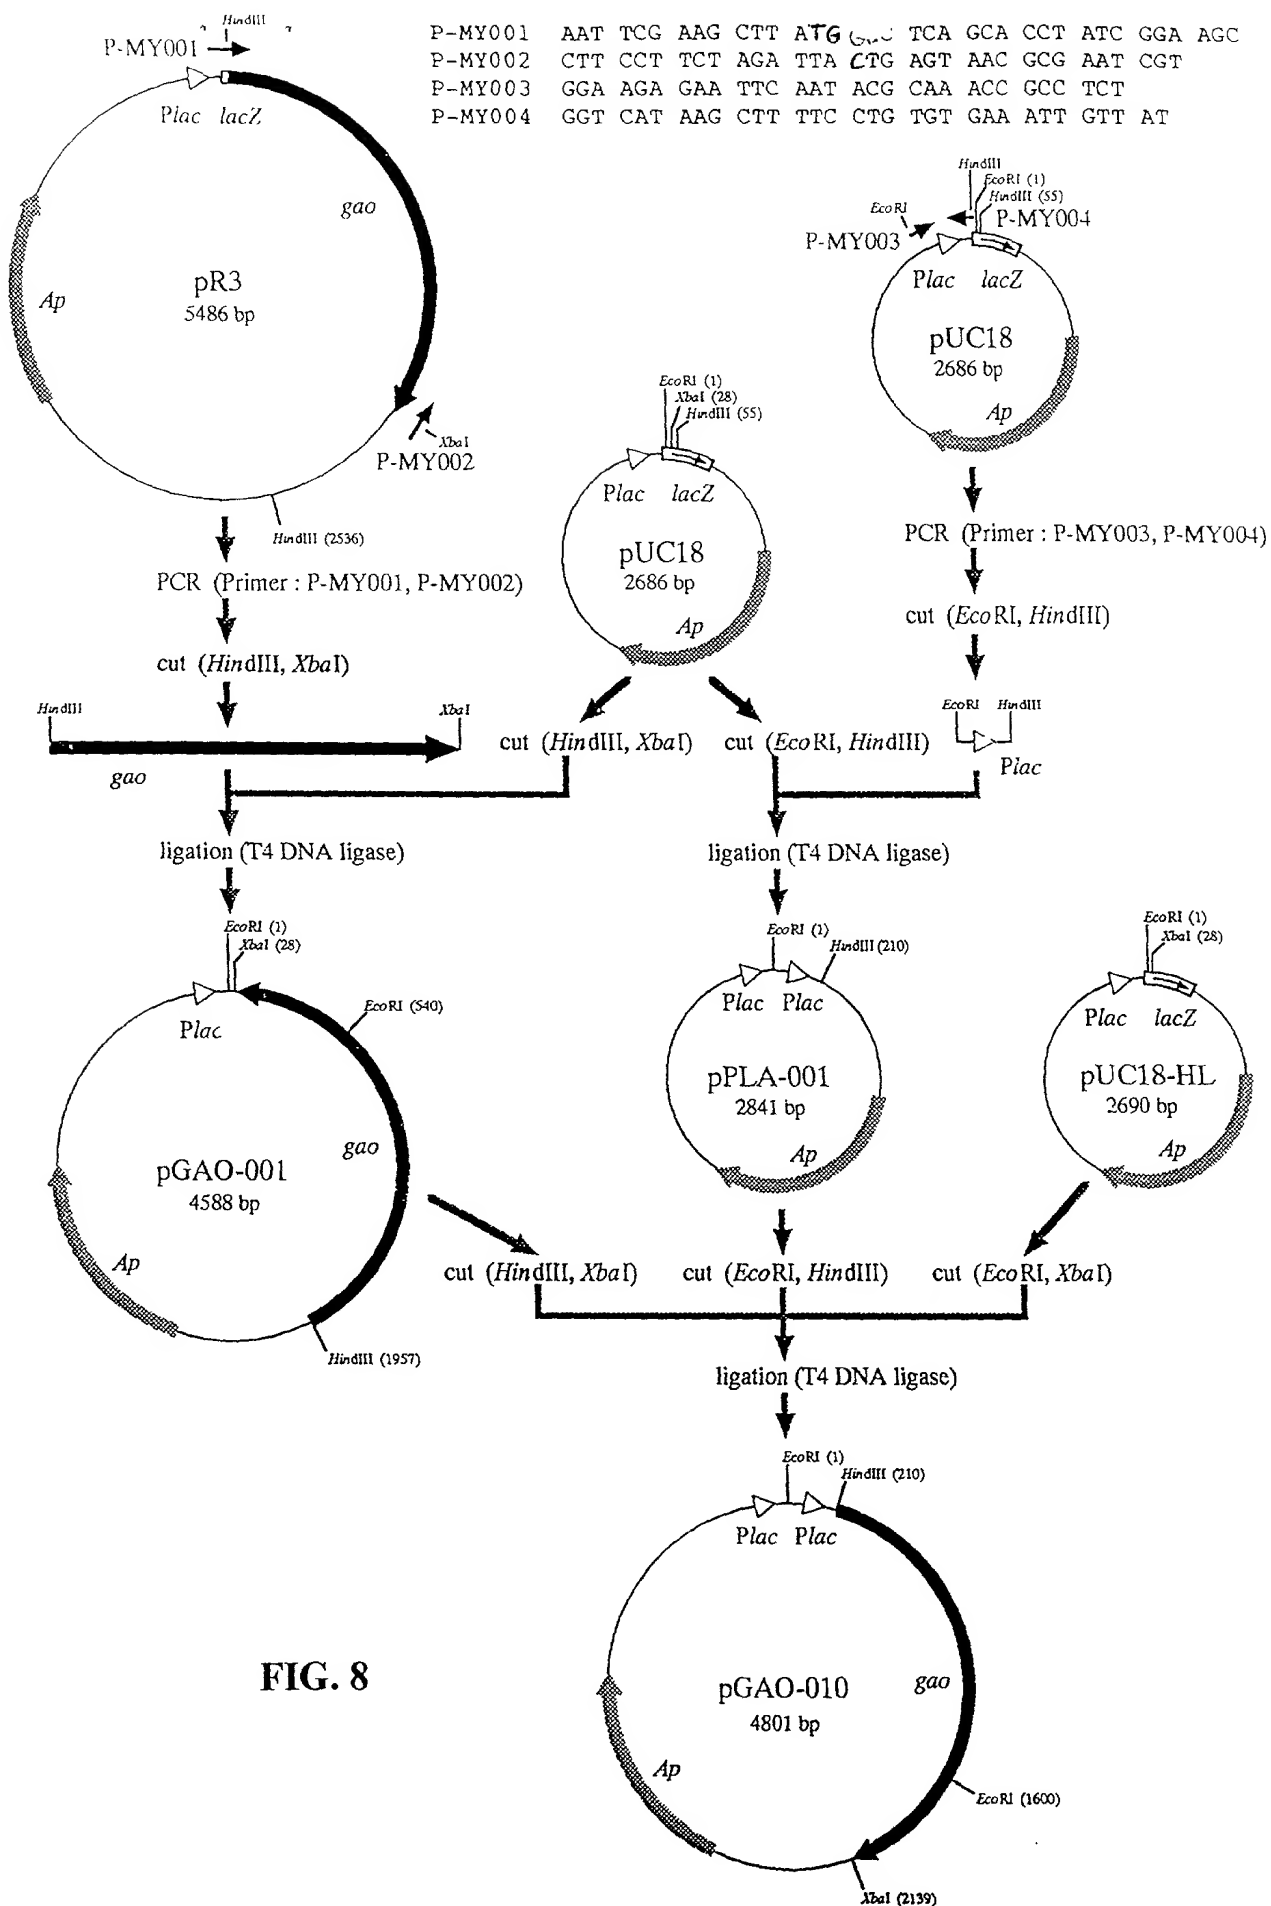 P-MY001 AAT TCG AAG CTT ATG TCA GCA CCT ATC GGA AGC
P-MY002 CTT CCT TCT AGA TTA CTG AGT AAC GCG AAT CGT
P-MY003 GGA AGA GAA TTC AAT ACG CAA ACC GCC TCT
P-MY004 GGT CAT AAG CTT TTC CTG TGT GAA ATT GTT AT
HindIII
P-MY001
Plac lacZ
gao
Ap
pR3
5486 bp
XbaI
P-MY002
HindIII (2536)
PCR (Primer : P-MY001, P-MY002)
cut (HindIII, XbaI)
HindIII
XbaI
gao
EcoRI (1)
XbaI (28)
HindIII (55)
Plac lacZ
pUC18
2686 bp
Ap
cut (HindIII, XbaI)
cut (EcoRI, HindIII)
HindIII
EcoRI (1)
HindIII (55)
EcoRI
P-MY003
P-MY004
Plac lacZ
pUC18
2686 bp
Ap
PCR (Primer : P-MY003, P-MY004)
cut (EcoRI, HindIII)
EcoRI
HindIII
Plac
ligation (T4 DNA ligase)
ligation (T4 DNA ligase)
EcoRI (1)
XbaI (28)
Plac
EcoRI (540)
gao
pGAO-001
4588 bp
Ap
HindIII (1957)
EcoRI (1)
HindIII (210)
Plac Plac
pPLA-001
2841 bp
Ap
EcoRI (1)
XbaI (28)
Plac lacZ
pUC18-HL
2690 bp
Ap
cut (HindIII, XbaI)
cut (EcoRI, HindIII)
cut (EcoRI, XbaI)
ligation (T4 DNA ligase)
EcoRI (1)
HindIII (210)
Plac Plac
gao
pGAO-010
4801 bp
Ap
EcoRI (1600)
XbaI (2139)
FIG. 8